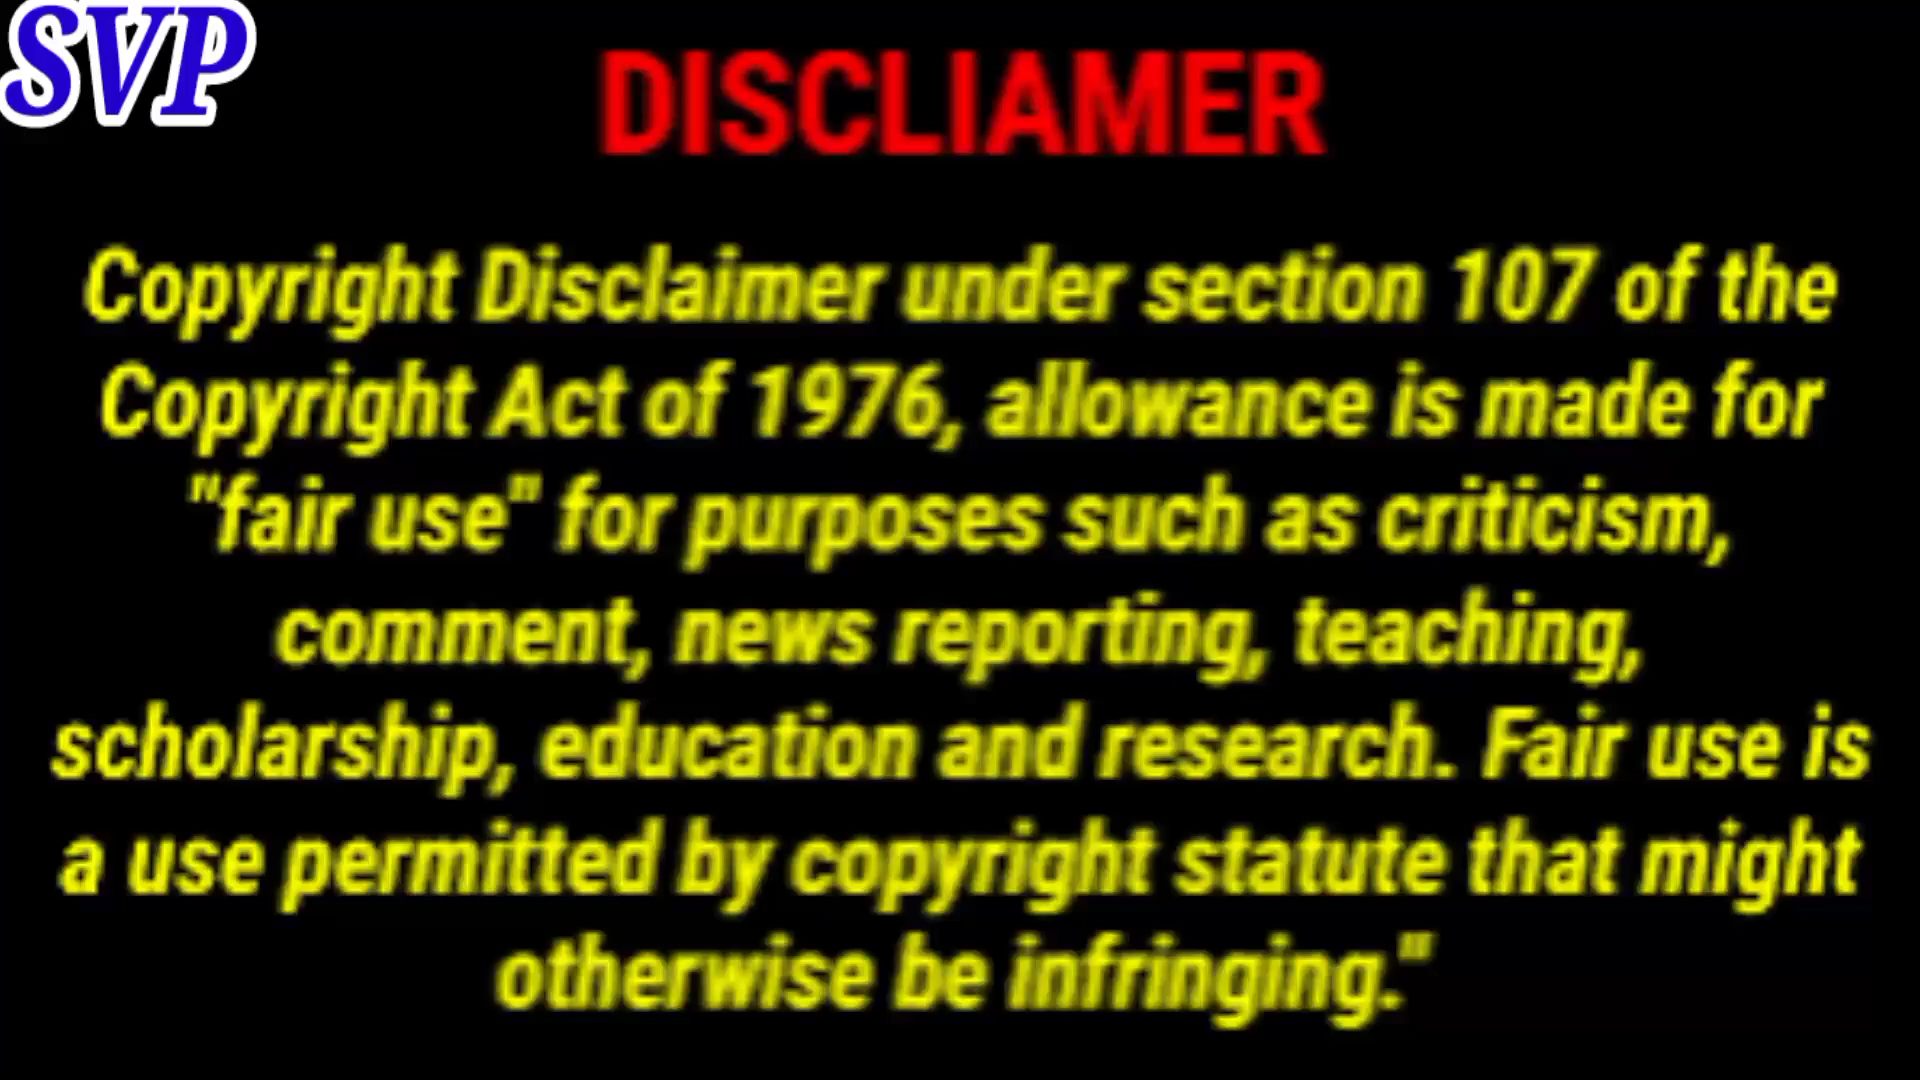 SVP
DISCLIAMER
Copyright Disclaimer under section 107 of the
Copyright Act of 1976, allowance is made for
"fair use" for purposes such as criticism,
comment, news reporting, teaching,
scholarship, education and research. Fair use is
a use permitted by copyright statute that might
otherwise be infringing."